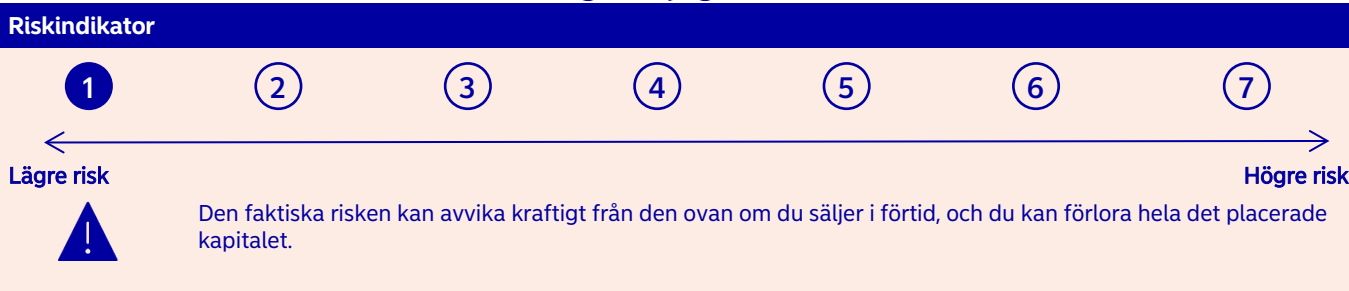 Riskindikator
1 2 3 4 5 6 7
Lägre risk Högre risk
Den faktiska risken kan avvika kraftigt från den ovan om du säljer i förtid, och du kan förlora hela det placerade
kapitalet.